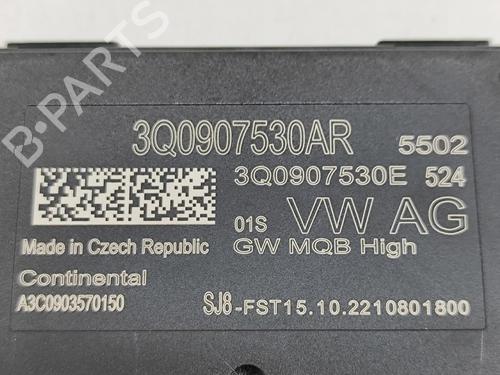 3Q0907530AR 5502
3Q0907530E 524
01S VW AG
Made in Czech Republic GW MQB High
Continental
A3C0903570150 SJ8-FST15.10.2210801800
B-PARTS